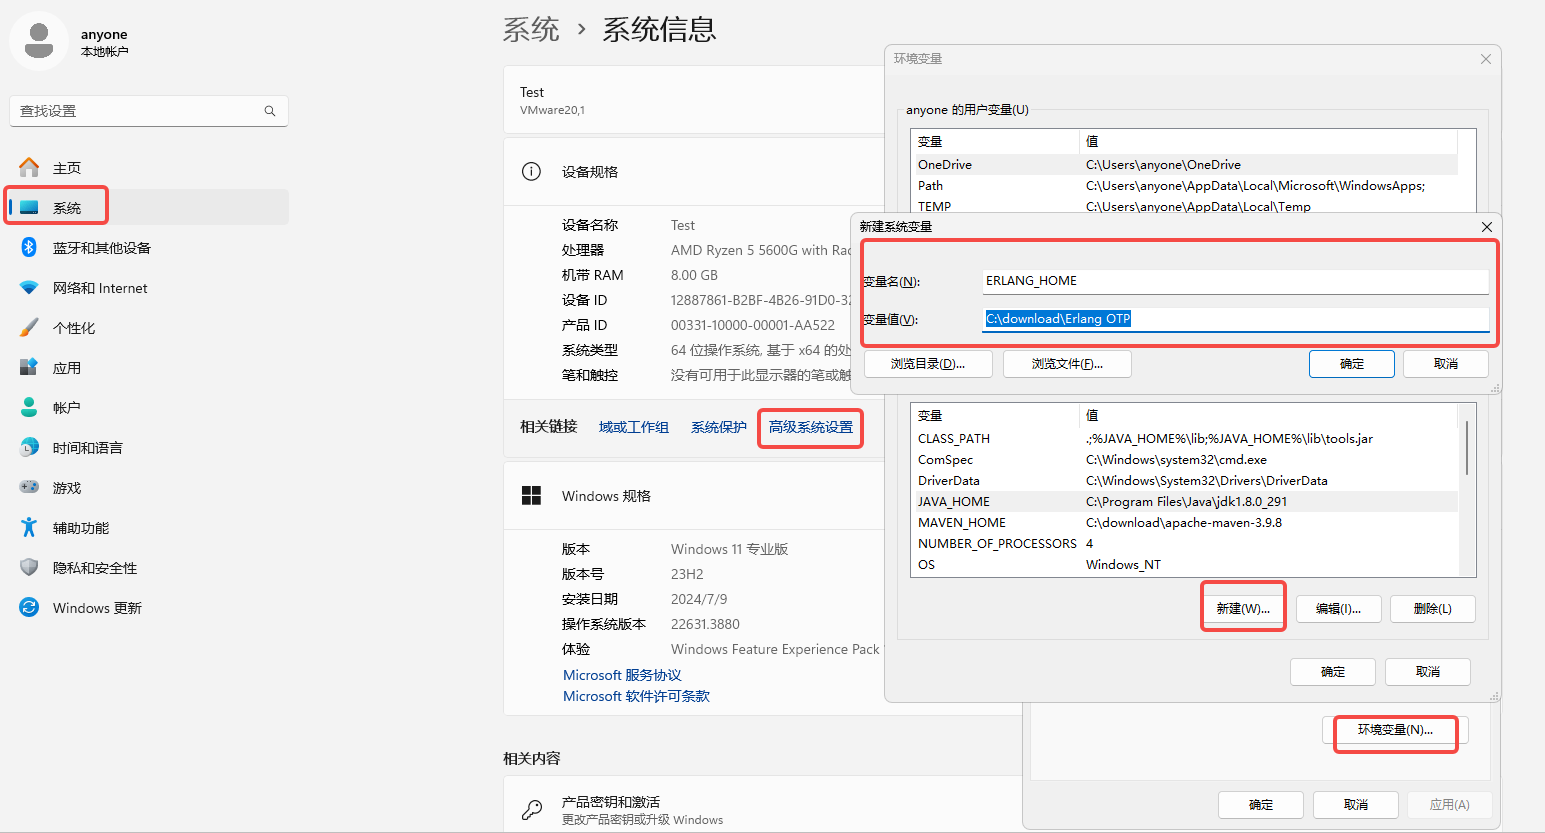 anyone
本地帐户
查找设置
主页
系统
蓝牙和其他设备
网络和 Internet
个性化
应用
帐户
时间和语言
游戏
辅助功能
隐私和安全性
Windows 更新
系统 › 系统信息
Test
VMware20,1
设备规格
设备名称 Test
处理器 AMD Ryzen 5 5600G with
机带 RAM 8.00 GB
设备 ID 12887861-B2BF-4B26-91D0-
产品 ID 00331-10000-00001-AA522
系统类型 64 位操作系统, 基于 x64 的处
笔和触控 没有可用于此显示器的笔或触
相关链接 域或工作组 系统保护 高级系统设置
Windows 规格
版本 Windows 11 专业版
版本号 23H2
安装日期 2024/7/9
操作系统版本 22631.3880
体验 Windows Feature Experience Pack
Microsoft 服务协议
Microsoft 软件许可条款
相关内容
产品密钥和激活
更改产品密钥或升级 Windows
环境变量
anyone 的用户变量(U)
变量 值
OneDrive C:\Users\anyone\OneDrive
Path C:\Users\anyone\AppData\Local\Microsoft\WindowsApps;
TEMP C:\Users\anyone\AppData\Local\Temp
新建系统变量
变量名(N): ERLANG_HOME
变量值(V): C:\download\Erlang OTP
浏览目录(D)... 浏览文件(F)... 确定 取消
变量 值
CLASS_PATH .;%JAVA_HOME%\lib;%JAVA_HOME%\lib\tools.jar
ComSpec C:\Windows\system32\cmd.exe
DriverData C:\Windows\System32\Drivers\DriverData
JAVA_HOME C:\Program Files\Java\jdk1.8.0_291
MAVEN_HOME C:\download\apache-maven-3.9.8
NUMBER_OF_PROCESSORS 4
OS Windows_NT
新建(W)... 编辑(I)... 删除(L)
确定 取消
环境变量(N)...
确定 取消 应用(A)